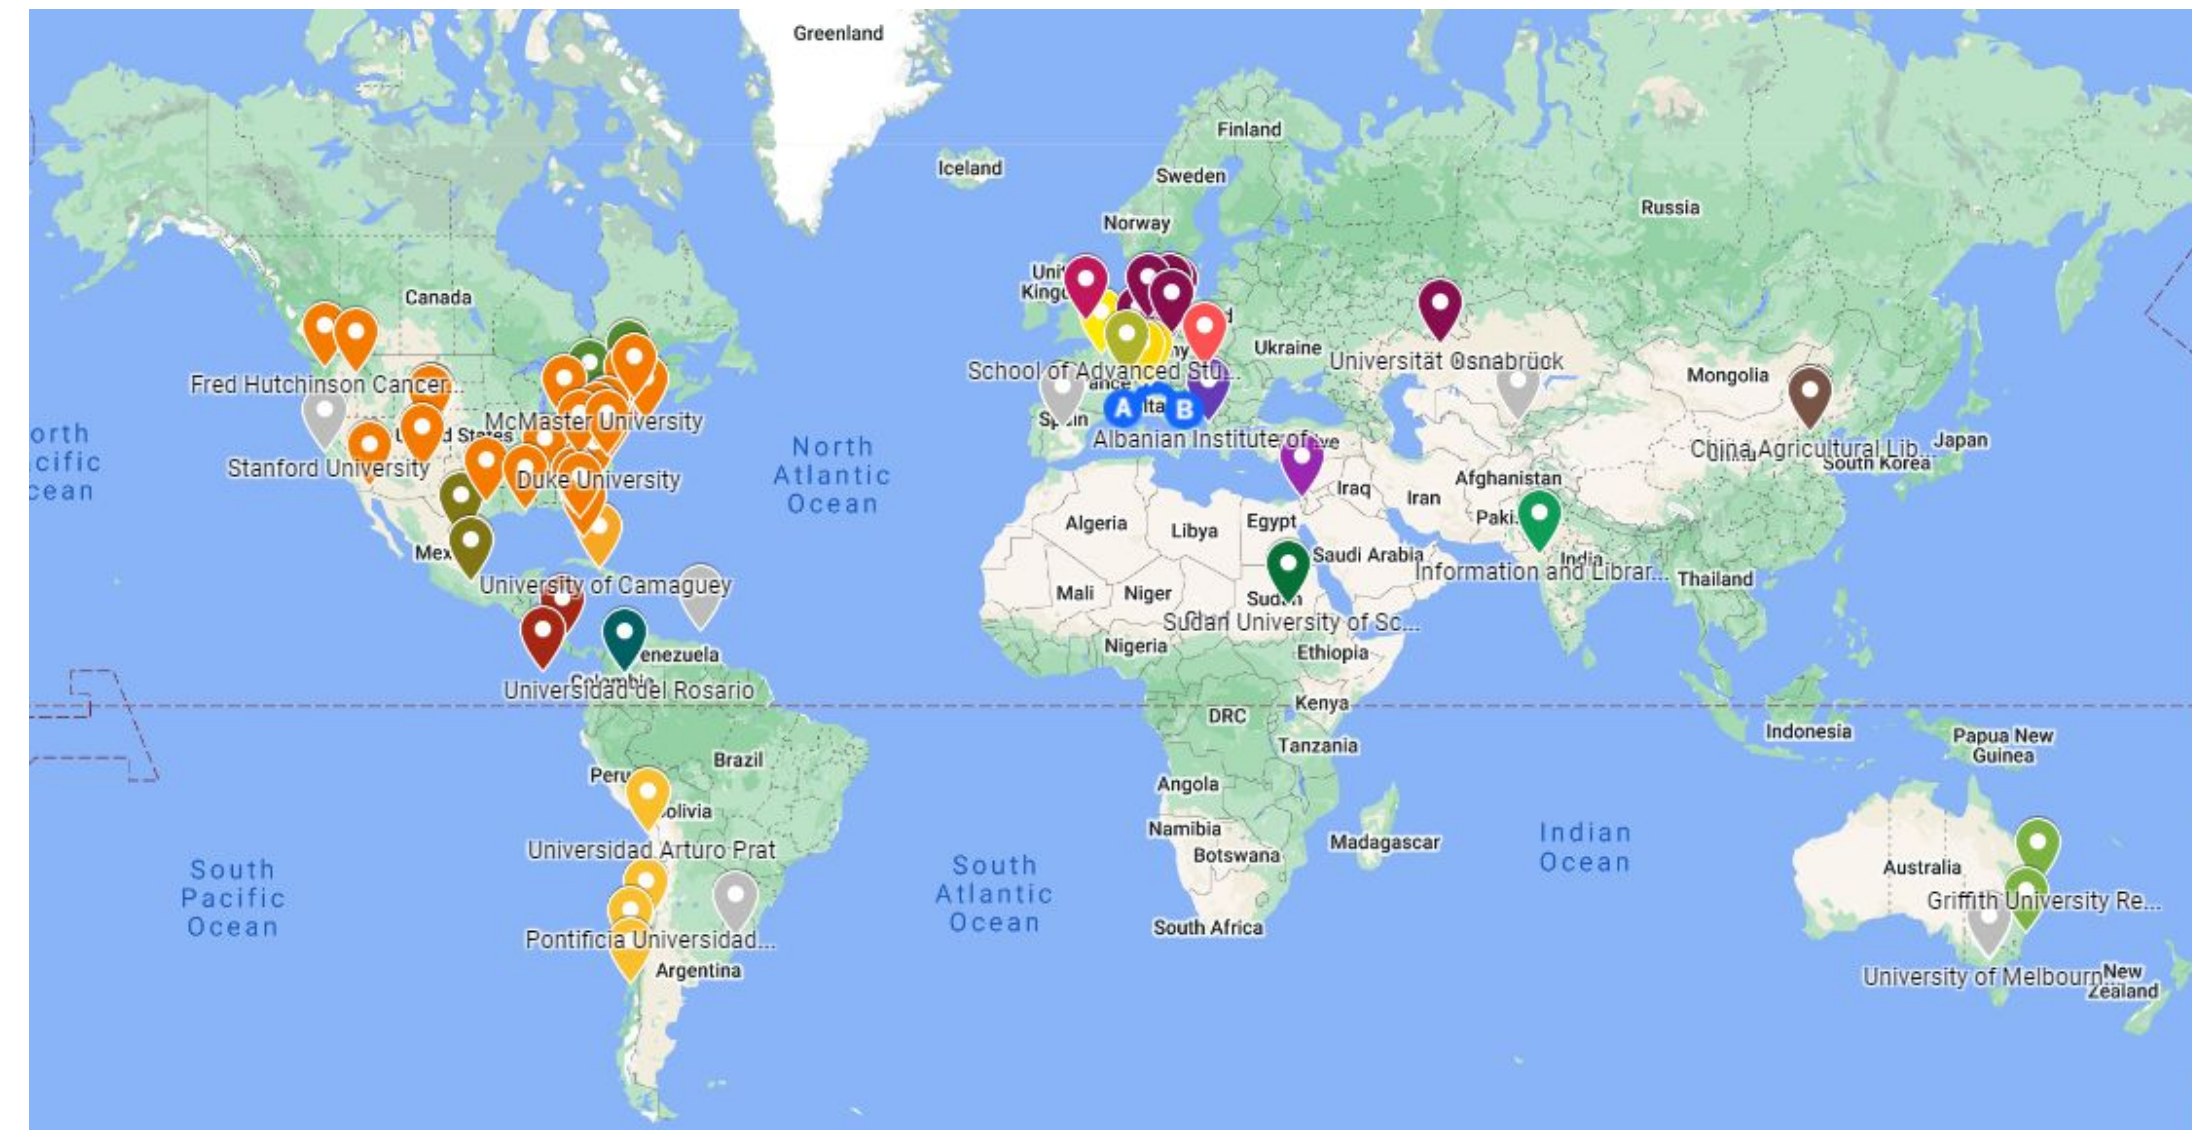 Greenland
Finland
Iceland
Sweden
Russia
Norway
Canada
Ukraine
Universität Osnabrück
School of Advanced Stu...
Mongolia
Fred Hutchinson Cancer...
McMaster University
A
B
North
Atlantic
Ocean
Albanian Institute of
Japan
China Agricultural Lib...
South Korea
Stanford University
Duke University
Afghanistan
Iraq
Iran
Algeria
Libya
Egypt
Saudi Arabia
India
Information and Librar...
Thailand
University of Camaguey
Mali
Niger
Sudan University of Sc...
Nigeria
Ethiopia
Universidad del Rosario
Kenya
DRC
Indonesia
Papua New
Guinea
Tanzania
Brazil
Angola
Namibia
Madagascar
Indian
Ocean
Universidad Arturo Prat
Botswana
Australia
South
Pacific
Ocean
South
Atlantic
Ocean
Griffith University Re...
South Africa
Pontificia Universidad...
Argentina
University of Melbourn
New
Zealand